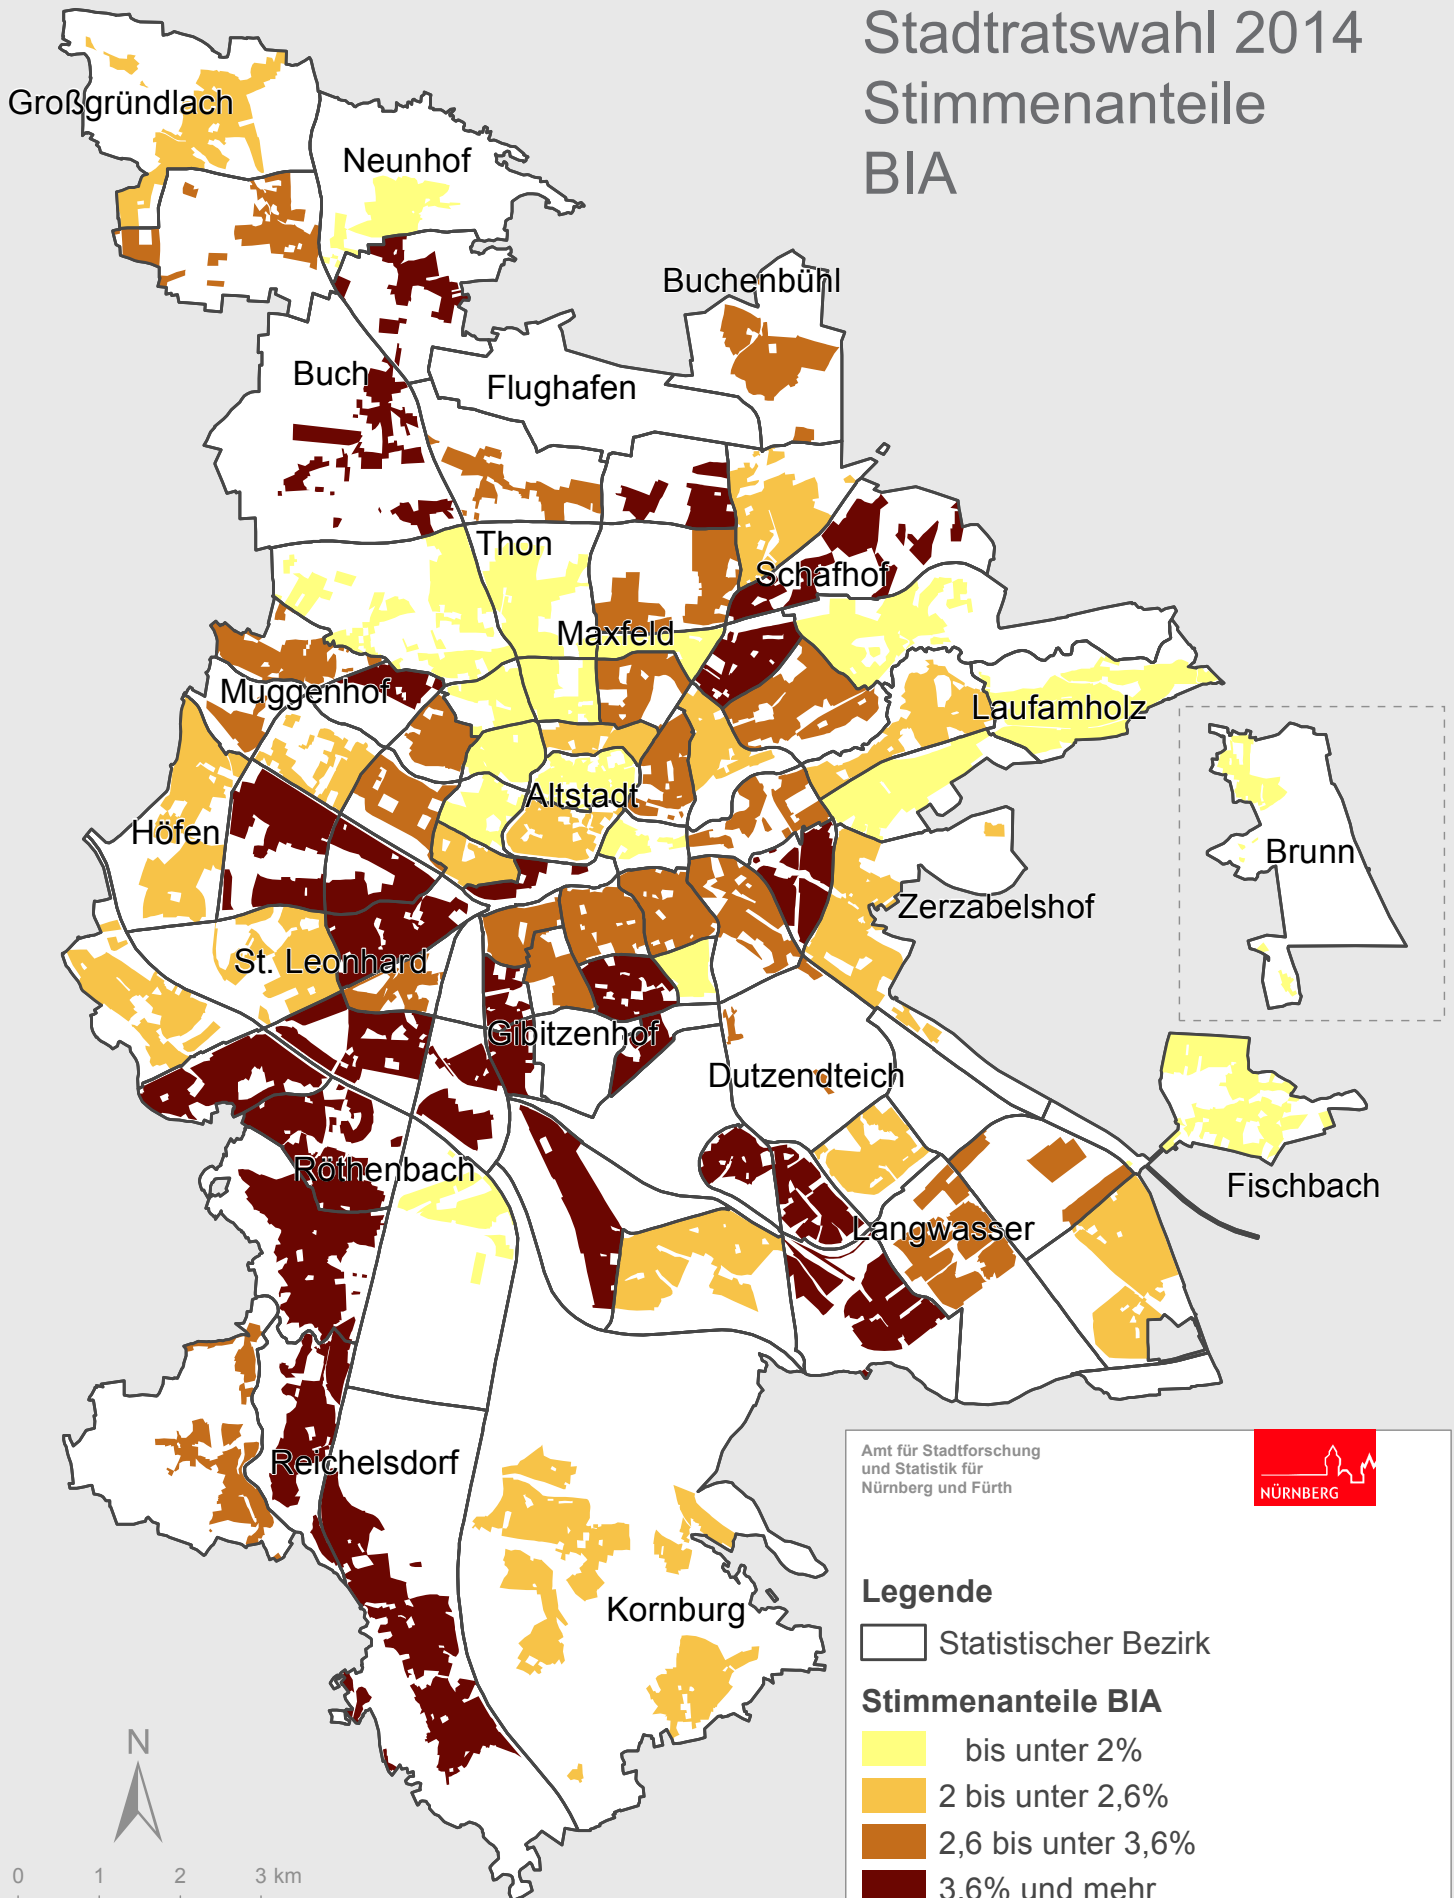 Stadtratswahl 2014
Stimmenanteile
BIA
Großgründlach
Neunhof
Buchenbühl
Buch
Flughafen
Thon
Schafhof
Maxfeld
Muggenhof
Laufamholz
Altstadt
Höfen
Brunn
Zerzabelshof
St. Leonhard
Gibitzenhof
Dutzendteich
Röthenbach
Fischbach
Langwasser
Reichelsdorf
Kornburg
Amt für Stadtforschung
und Statistik für
Nürnberg und Fürth
NÜRNBERG
Legende
Statistischer Bezirk
Stimmenanteile BIA
bis unter 2%
2 bis unter 2,6%
2,6 bis unter 3,6%
3,6% und mehr
N
0 1 2 3 km